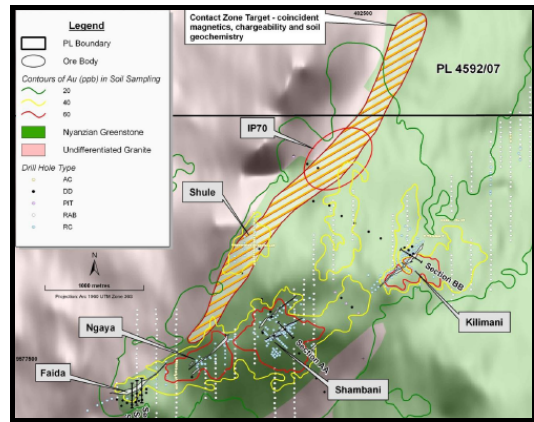 Legend
PL Boundary
Ore Body
Contours of Au (ppb) in Soil Sampling
20
40
60
Nyanzian Greenstone
Undifferentiated Granite
Drill Hole Type
AC
DD
PIT
RAB
RC
N
1000 metres
Contact Zone Target - coincident
magnetics, chargeability and soil
geochemistry
PL 4592/07
IP70
Shule
Section BB
Kilimani
Ngaya
Section AA
Shambani
Faida